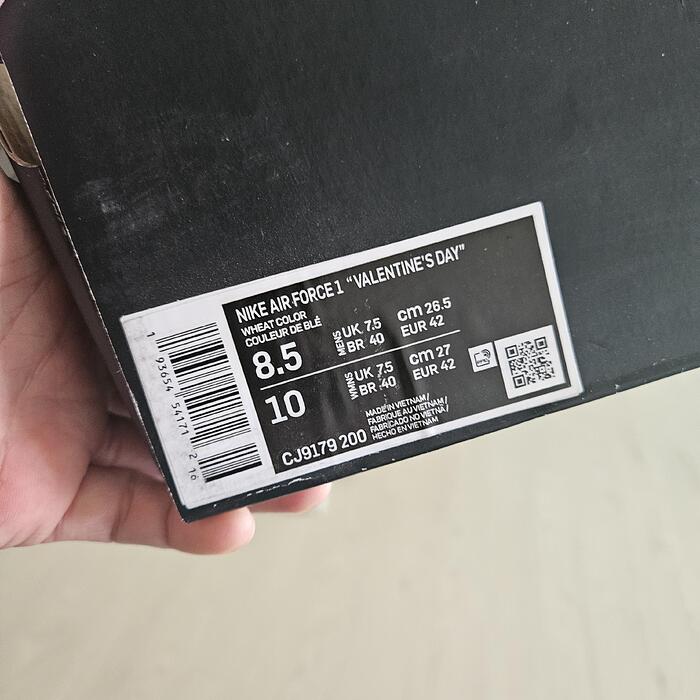 NIKE AIR FORCE 1 "VALENTINE'S DAY"
WHEAT COLOR
COULEUR DE BLÉ
8.5
MENS
UK 7.5 cm 26.5
BR 40 EUR 42
10
WMNS
UK 7.5 cm 27
BR 40 EUR 42
MADE IN VIETNAM/
FABRIQUE AU VIETNAM/
FABRICADO NO VIETNÃ/
HECHO EN VIETNAM
CJ9179 200
1 93654 54171 2 16